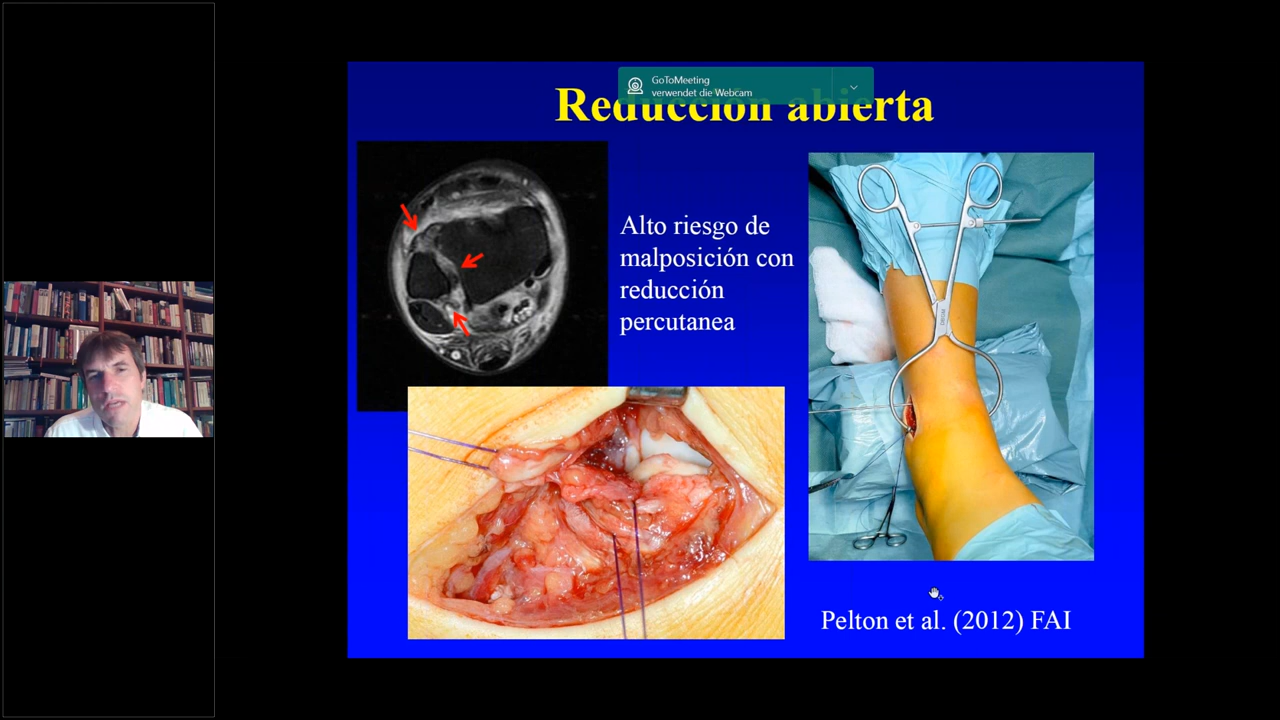 GoToMeeting
verwendet die Webcam
Reducción abierta
Alto riesgo de
malposición con
reducción
percutanea
Pelton et al. (2012) FAI